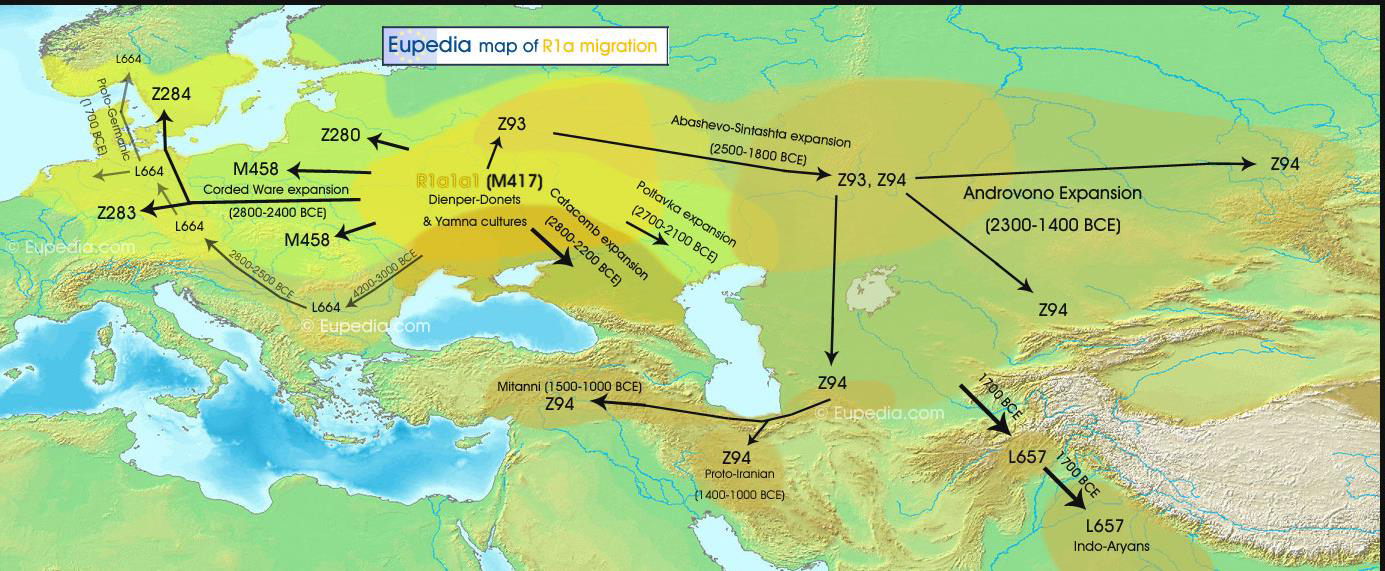 Eupedia map of R1a migration
L664
Z284
Proto-Germanic
(1700 BCE)
L664
Z283
L664
Z280
M458
Corded Ware expansion
(2800-2400 BCE)
M458
2800-2500 BCE
L664
4200-3000 BCE
Z93
R1a1a1 (M417)
Dienper-Donets
& Yamna cultures
Catacomb expansion
(2800-2200 BCE)
Poltavka expansion
(2700-2100 BCE)
Abashevo-Sintashta expansion
(2500-1800 BCE)
Z93, Z94
Z94
Androvono Expansion
(2300-1400 BCE)
Z94
Z94
Mitanni (1500-1000 BCE)
Z94
Z94
Proto-Iranian
(1400-1000 BCE)
1700 BCE
L657
1700 BCE
L657
Indo-Aryans
© Eupedia.com
© Eupedia.com
© Eupedia.com